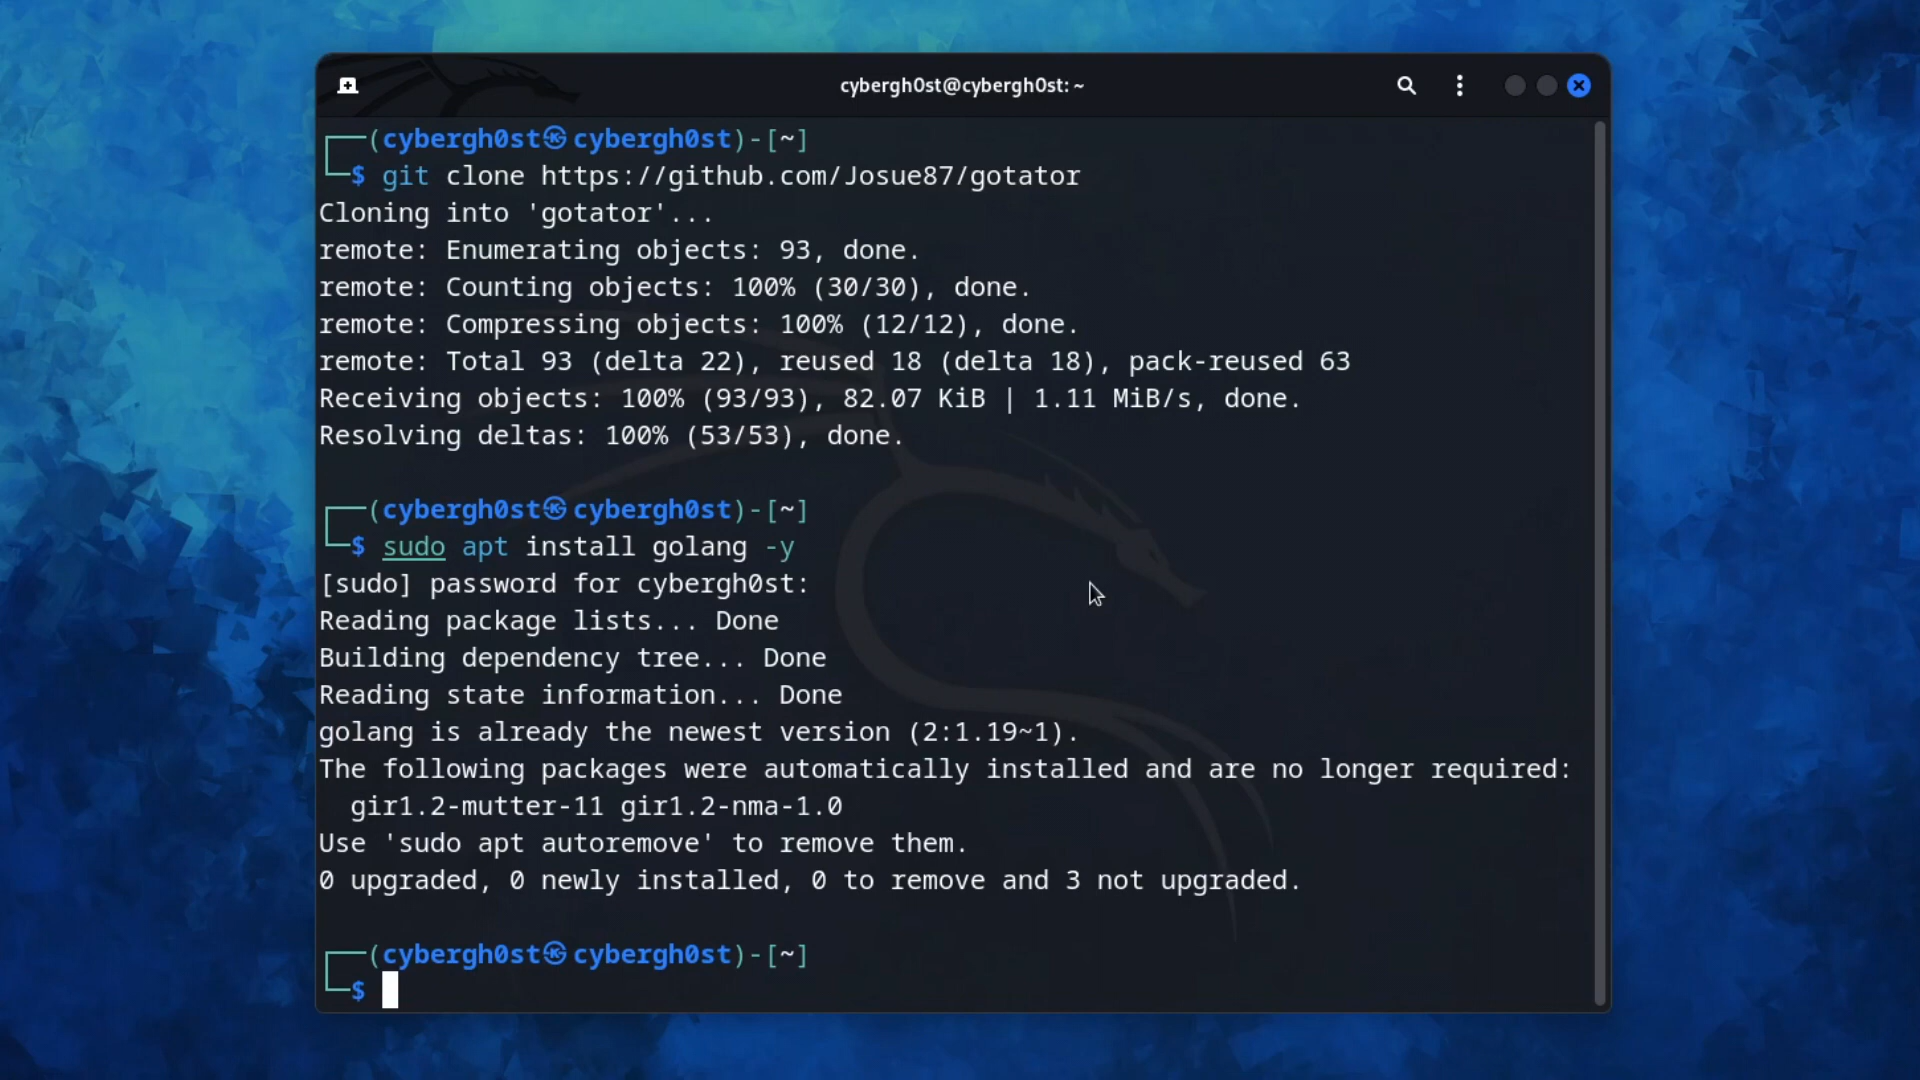 cybergh0st@cybergh0st: ~
┌──(cybergh0st㉿cybergh0st)-[~]
└─$ git clone https://github.com/Josue87/gotator
Cloning into 'gotator'...
remote: Enumerating objects: 93, done.
remote: Counting objects: 100% (30/30), done.
remote: Compressing objects: 100% (12/12), done.
remote: Total 93 (delta 22), reused 18 (delta 18), pack-reused 63
Receiving objects: 100% (93/93), 82.07 KiB | 1.11 MiB/s, done.
Resolving deltas: 100% (53/53), done.
┌──(cybergh0st㉿cybergh0st)-[~]
└─$ sudo apt install golang -y
[sudo] password for cybergh0st:
Reading package lists... Done
Building dependency tree... Done
Reading state information... Done
golang is already the newest version (2:1.19~1).
The following packages were automatically installed and are no longer required:
  gir1.2-mutter-11 gir1.2-nma-1.0
Use 'sudo apt autoremove' to remove them.
0 upgraded, 0 newly installed, 0 to remove and 3 not upgraded.
┌──(cybergh0st㉿cybergh0st)-[~]
└─$